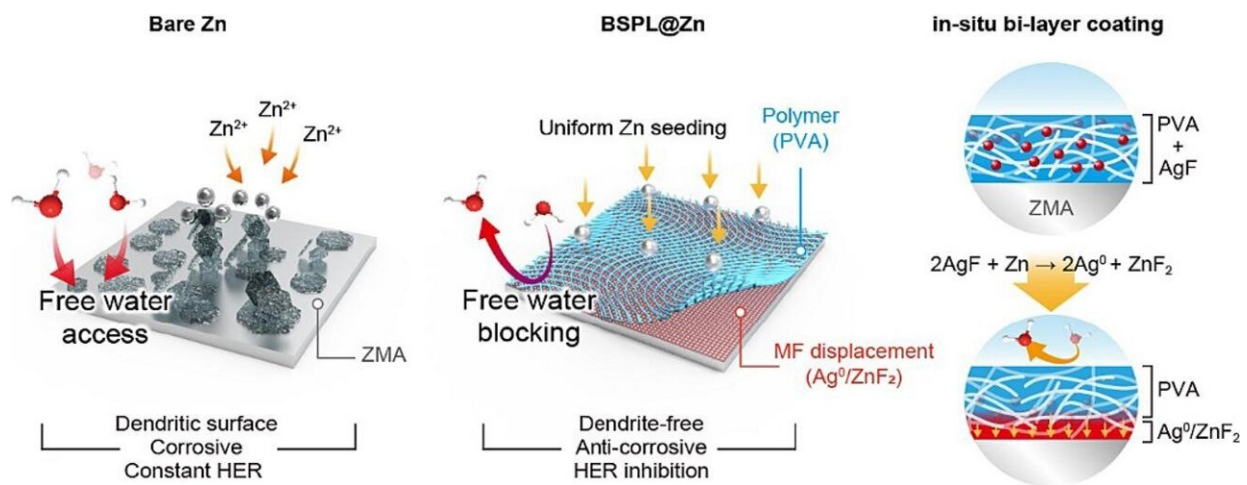 Bare Zn
Zn²⁺
Zn²⁺
Zn²⁺
Free water
access
ZMA
Dendritic surface
Corrosive
Constant HER
BSPL@Zn
Uniform Zn seeding
Polymer
(PVA)
Free water
blocking
MF displacement
(Ag⁰/ZnF₂)
Dendrite-free
Anti-corrosive
HER inhibition
in-situ bi-layer coating
PVA
+
AgF
ZMA
2AgF + Zn → 2Ag⁰ + ZnF₂
PVA
Ag⁰/ZnF₂